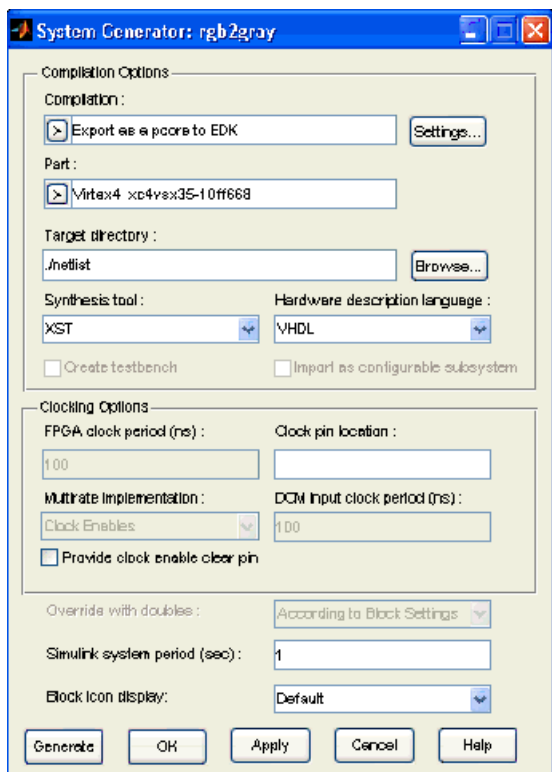 System Generator: rgb2gray
Compilation Options
Compilation :
> Export as a pcore to EDK
Settings...
Part :
> Virtex4 xc4vsx35-10ff668
Target directory :
./netlist
Browse...
Synthesis tool : Hardware description language :
XST VHDL
Create testbench Import as configurable subsystem
Clocking Options
FPGA clock period (ns) : Clock pin location :
100
Multirate implementation : DCM input clock period (ns) :
Clock Enables 100
Provide clock enable clear pin
Override with doubles : According to Block Settings
Simulink system period (sec) : 1
Block icon display: Default
Generate OK Apply Cancel Help